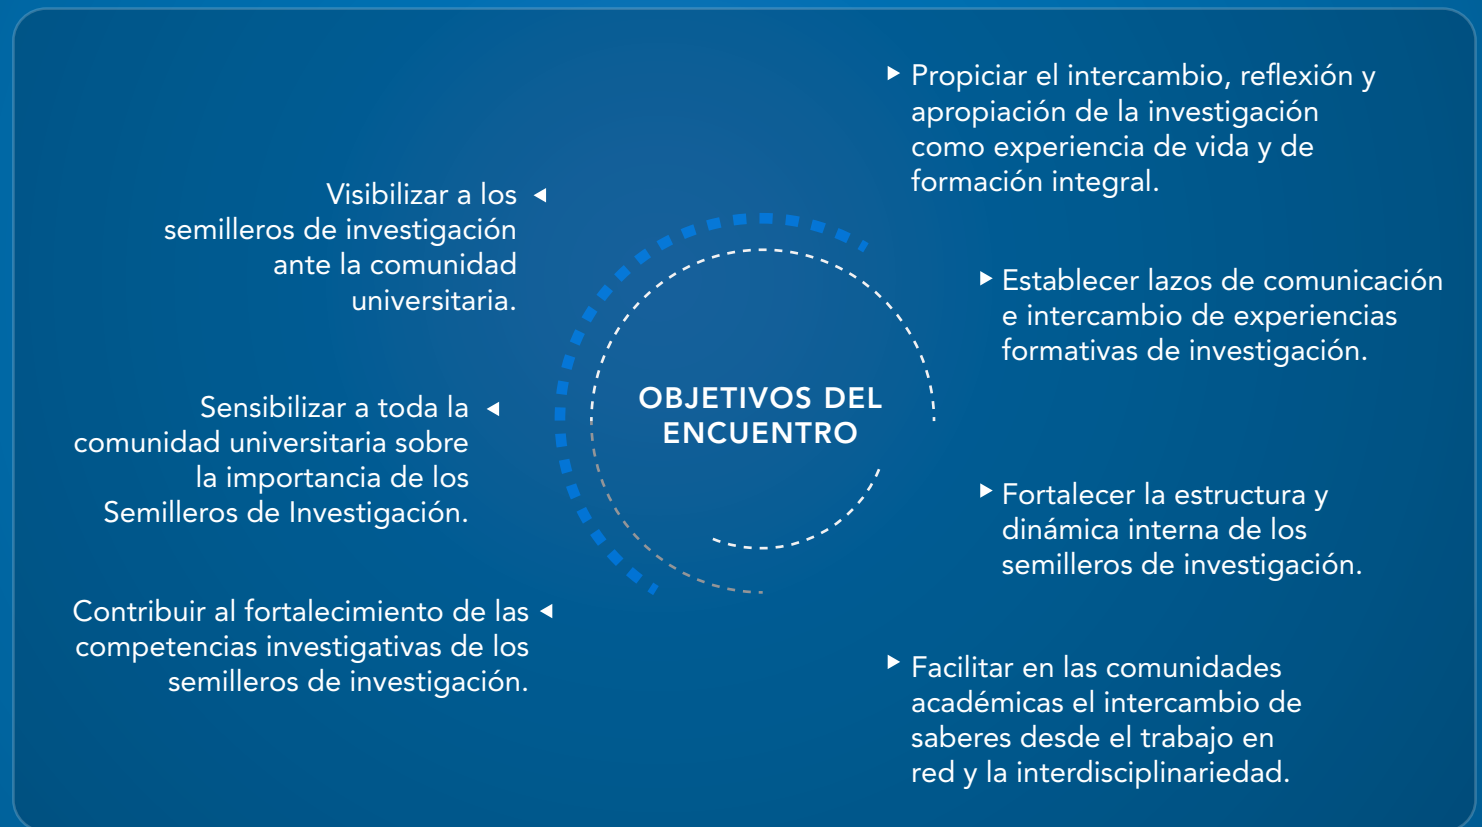 Visibilizar a los
semilleros de investigación
ante la comunidad
universitaria.
Sensibilizar a toda la
comunidad universitaria sobre
la importancia de los
Semilleros de Investigación.
Contribuir al fortalecimiento de las
competencias investigativas de los
semilleros de investigación.
OBJETIVOS DEL
ENCUENTRO
Propiciar el intercambio, reflexión y
apropiación de la investigación
como experiencia de vida y de
formación integral.
Establecer lazos de comunicación
e intercambio de experiencias
formativas de investigación.
Fortalecer la estructura y
dinámica interna de los
semilleros de investigación.
Facilitar en las comunidades
académicas el intercambio de
saberes desde el trabajo en
red y la interdisciplinariedad.